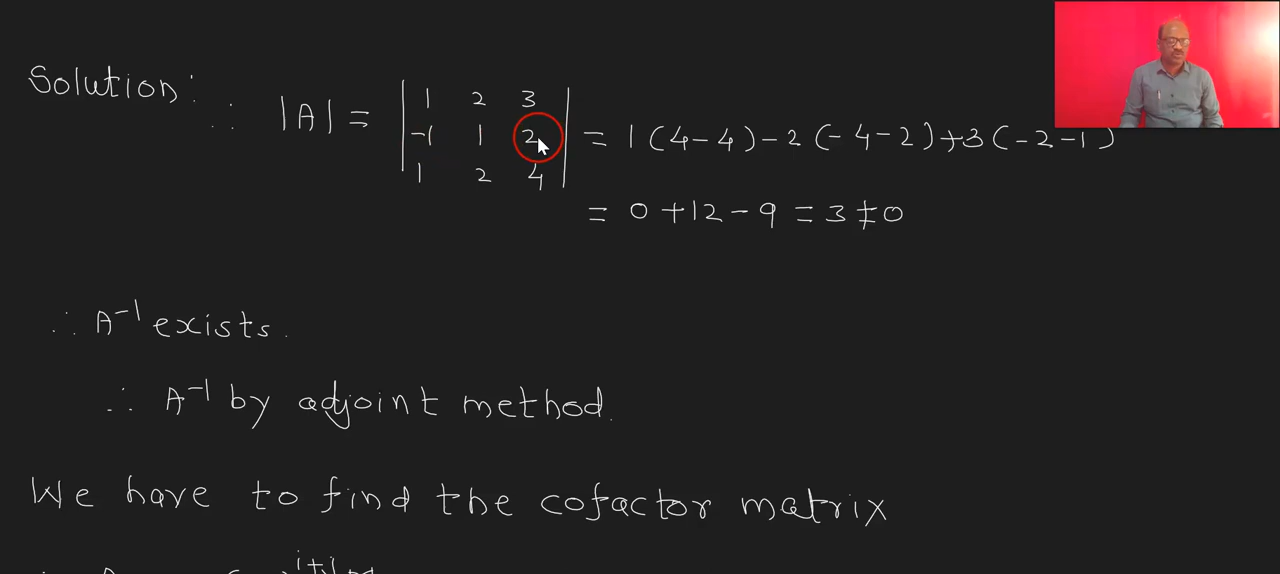 Solution: ∴ |A| = | 1 2 3 | = 1(4-4)-2(-4-2)+3(-2-1)
| -1 1 2 |
| 1 2 4 |
= 0+12-9 = 3 ≠ 0
∴ A⁻¹ exists.
∴ A⁻¹ by adjoint method.
We have to find the cofactor matrix
i+j